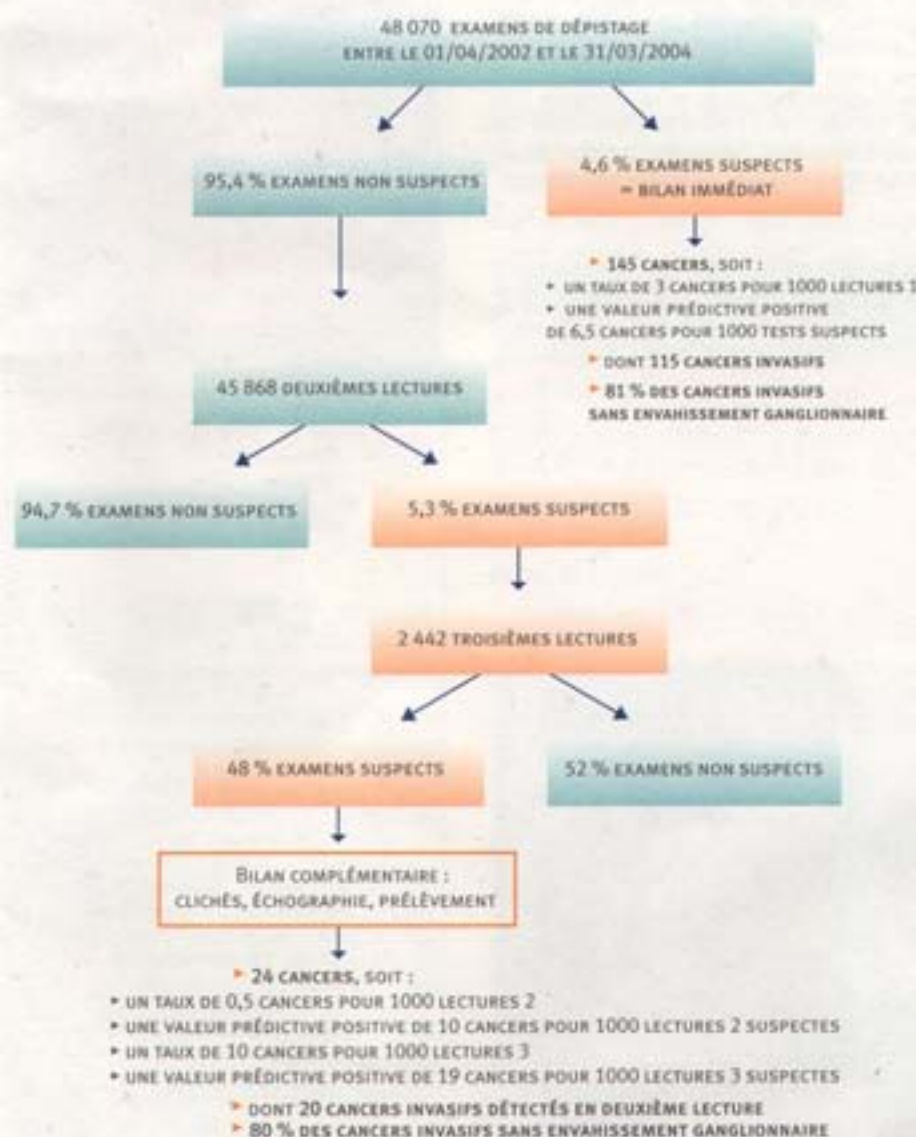 48 070 EXAMENS DE DÉPISTAGE
ENTRE LE 01/04/2002 ET LE 31/03/2004
95,4 % EXAMENS NON SUSPECTS
4,6 % EXAMENS SUSPECTS
= BILAN IMMÉDIAT
▸ 145 CANCERS, SOIT :
▸ UN TAUX DE 3 CANCERS POUR 1000 LECTURES 1
▸ UNE VALEUR PRÉDICTIVE POSITIVE
DE 6,5 CANCERS POUR 1000 TESTS SUSPECTS
▸ DONT 115 CANCERS INVASIFS
▸ 81 % DES CANCERS INVASIFS
SANS ENVAHISSEMENT GANGLIONNAIRE
45 868 DEUXIÈMES LECTURES
94,7 % EXAMENS NON SUSPECTS
5,3 % EXAMENS SUSPECTS
2 442 TROISIÈMES LECTURES
48 % EXAMENS SUSPECTS
52 % EXAMENS NON SUSPECTS
BILAN COMPLÉMENTAIRE :
CLICHÉS, ÉCHOGRAPHIE, PRÉLÈVEMENT
▸ 24 CANCERS, SOIT :
▸ UN TAUX DE 0,5 CANCERS POUR 1000 LECTURES 2
▸ UNE VALEUR PRÉDICTIVE POSITIVE DE 10 CANCERS POUR 1000 LECTURES 2 SUSPECTES
▸ UN TAUX DE 10 CANCERS POUR 1000 LECTURES 3
▸ UNE VALEUR PRÉDICTIVE POSITIVE DE 19 CANCERS POUR 1000 LECTURES 3 SUSPECTES
▸ DONT 20 CANCERS INVASIFS DÉTECTÉS EN DEUXIÈME LECTURE
▸ 80 % DES CANCERS INVASIFS SANS ENVAHISSEMENT GANGLIONNAIRE